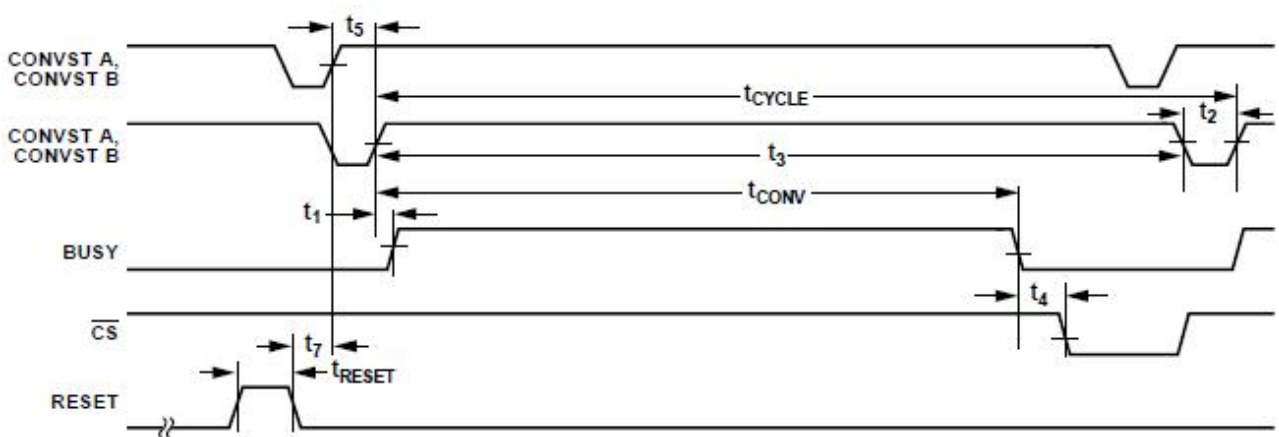 t5
CONVST A,
CONVST B
tCYCLE
t2
CONVST A,
CONVST B
t3
tCONV
t1
BUSY
t4
CS
t7
tRESET
RESET